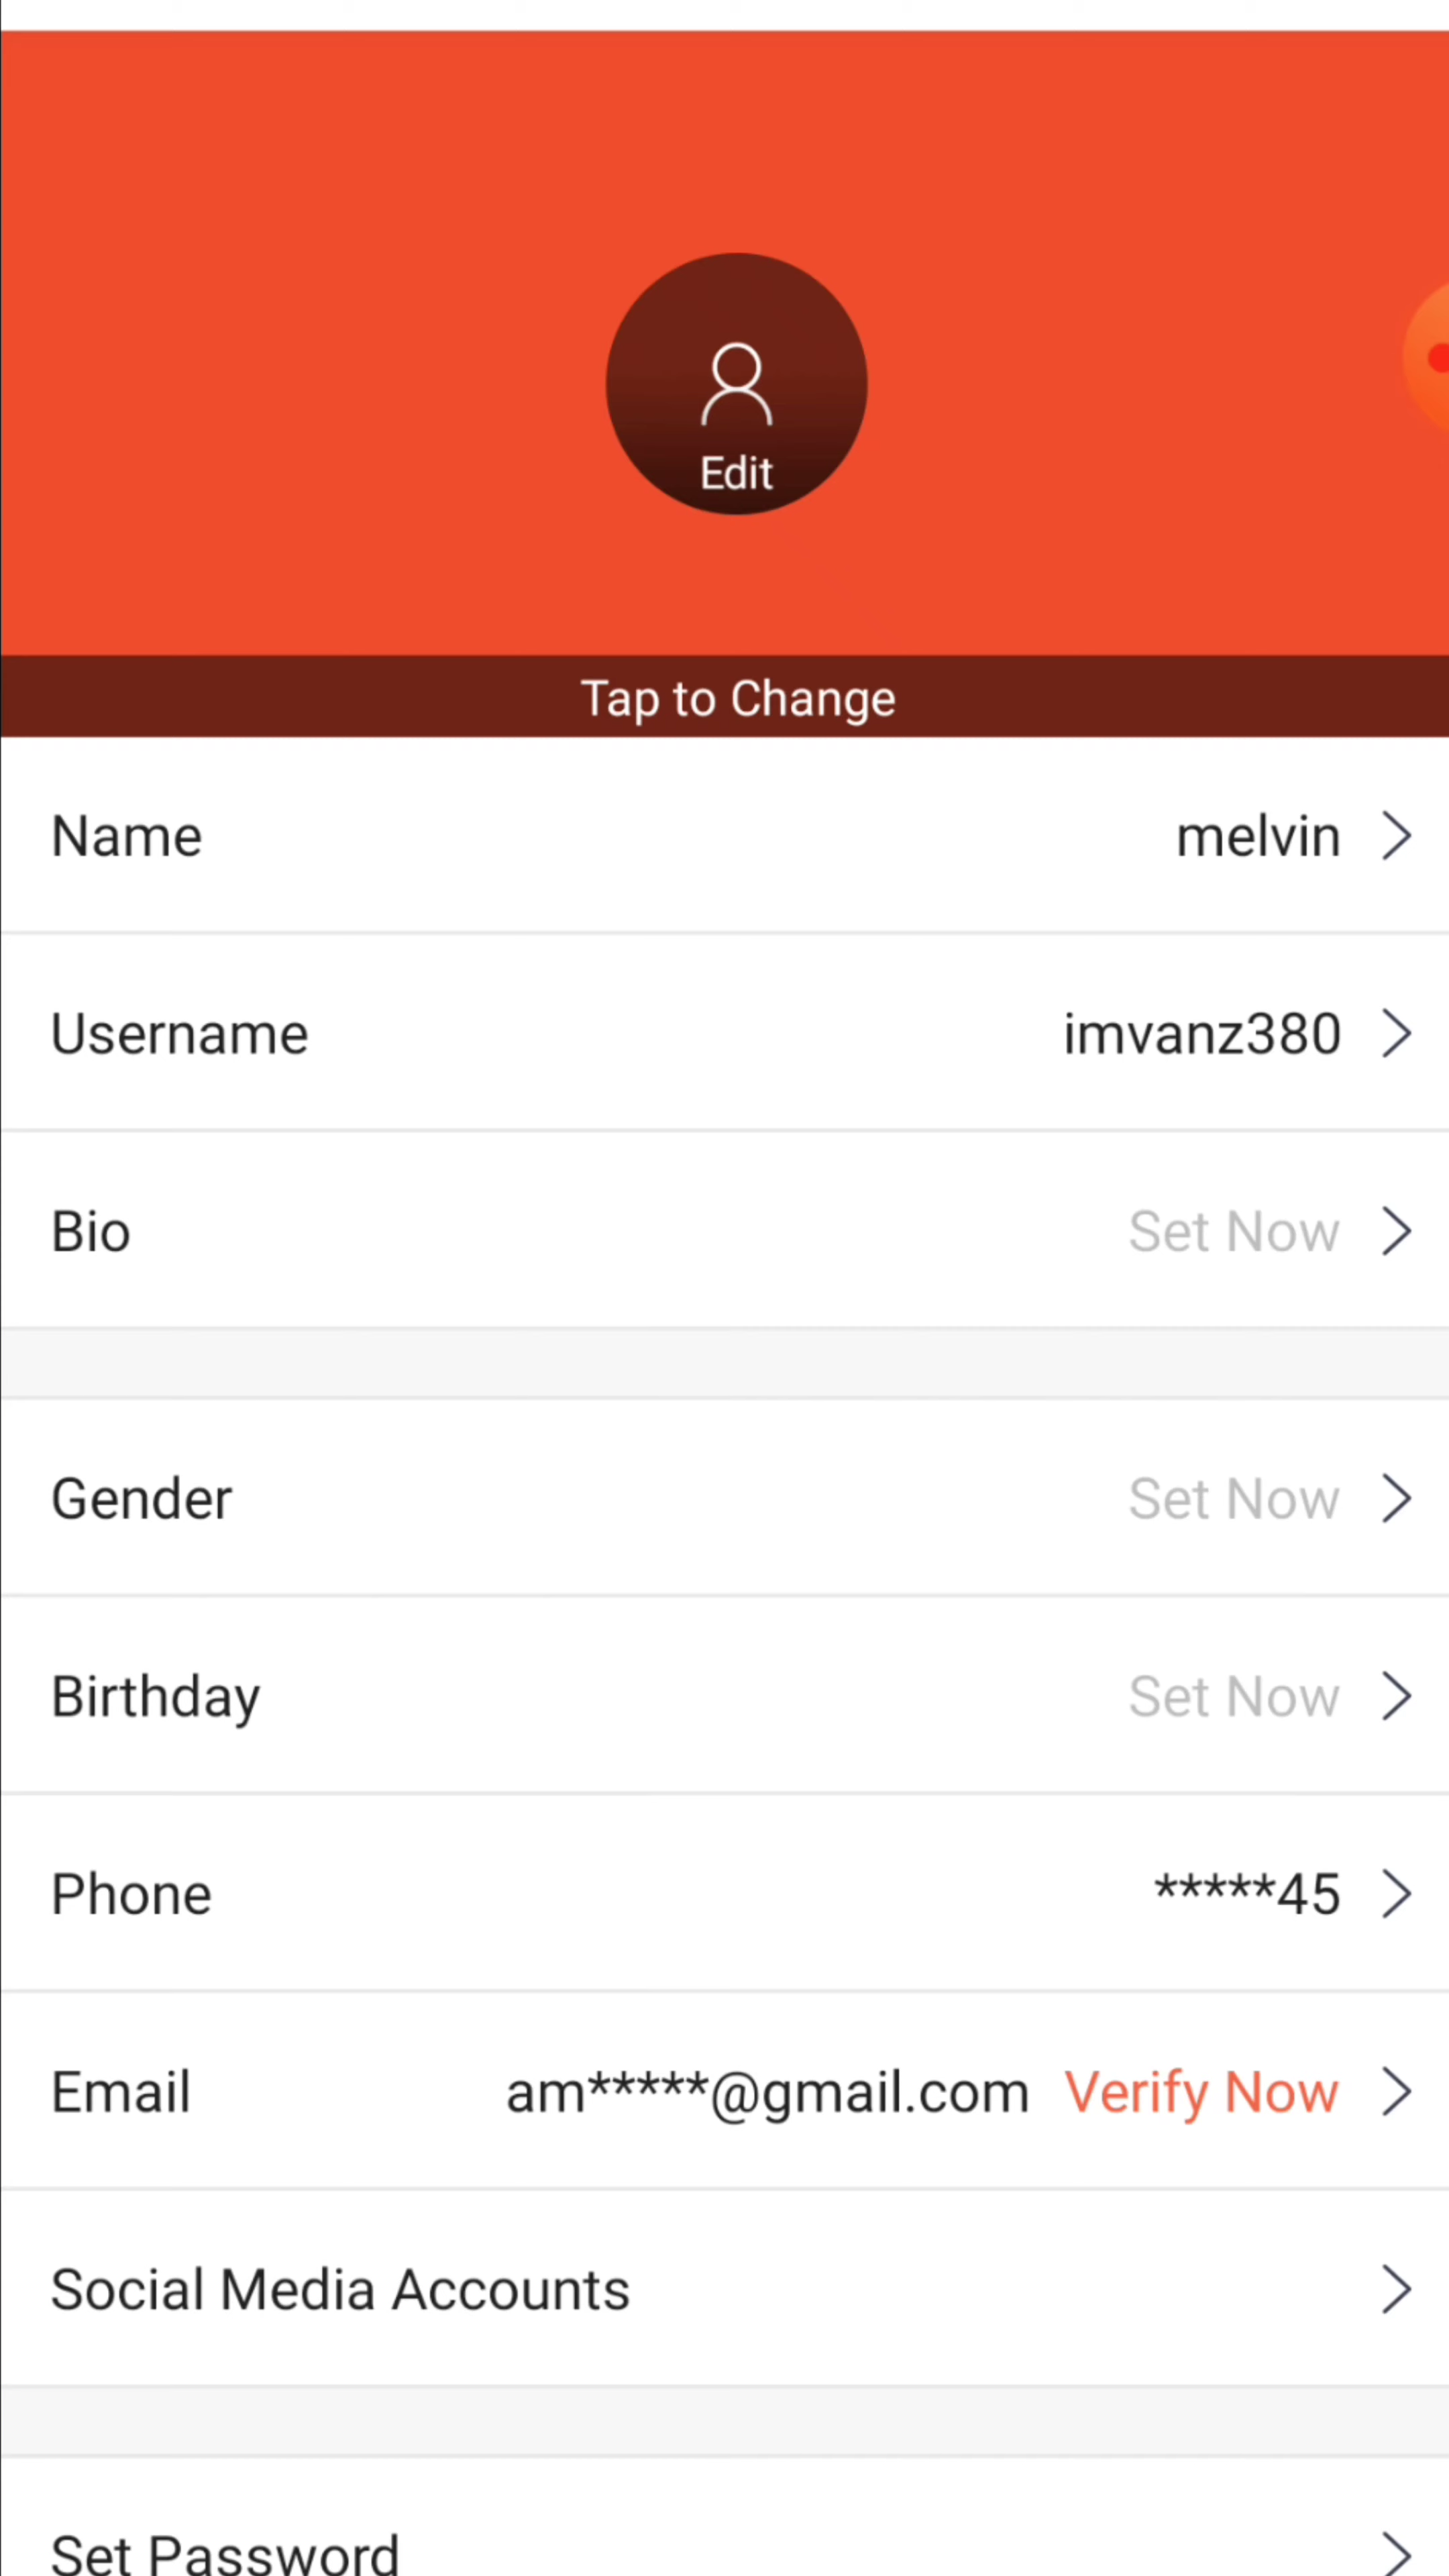 Edit
Tap to Change
Name melvin
Username imvanz380
Bio Set Now
Gender Set Now
Birthday Set Now
Phone *****45
Email am*****@gmail.com Verify Now
Social Media Accounts
Set Password